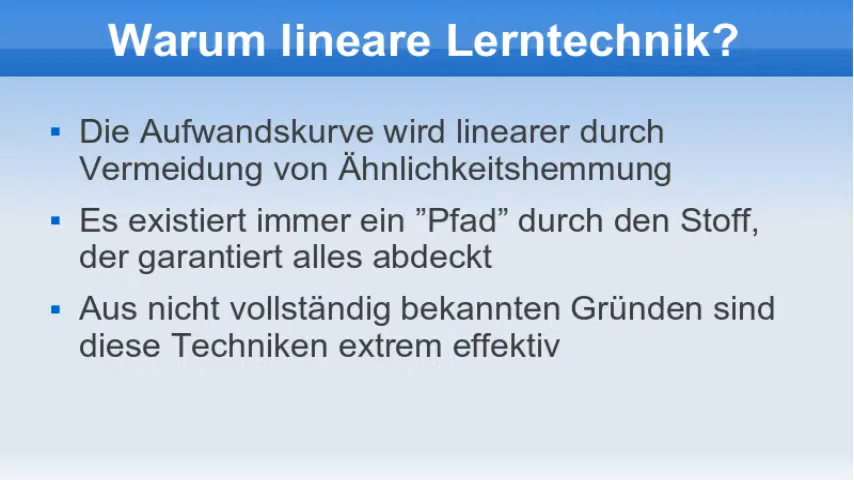 Warum lineare Lerntechnik?
Die Aufwandskurve wird linearer durch
Vermeidung von Ähnlichkeitshemmung
Es existiert immer ein ”Pfad” durch den Stoff,
der garantiert alles abdeckt
Aus nicht vollständig bekannten Gründen sind
diese Techniken extrem effektiv